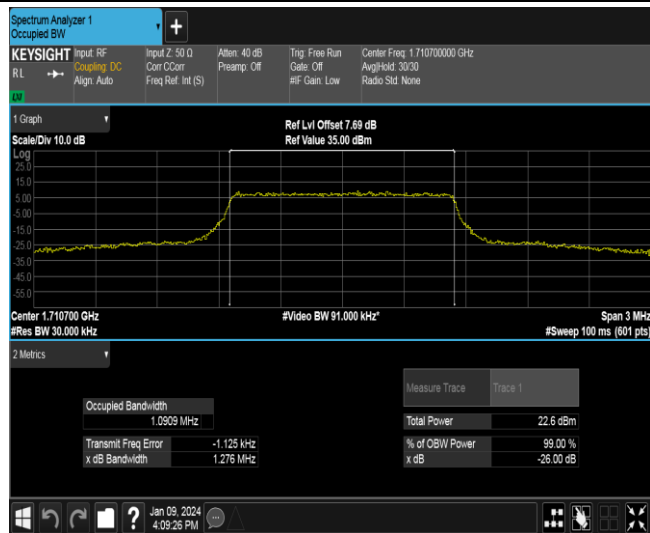 Spectrum Analyzer 1
Occupied BW
+
KEYSIGHT Input: RF Input Z: 50 Ω Atten: 40 dB Trig: Free Run Center Freq: 1.710700000 GHz
RL Coupling: DC Corr CCorr Preamp: Off Gate: Off Avg|Hold: 30/30
Align: Auto Freq Ref: Int (S) #IF Gain: Low Radio Std: None
LXI
1 Graph
Ref Lvl Offset 7.69 dB
Scale/Div 10.0 dB Ref Value 35.00 dBm
Log
25.0
15.0
5.00
-5.00
-15.0
-25.0
-35.0
-45.0
-55.0
Center 1.710700 GHz #Video BW 91.000 kHz* Span 3 MHz
#Res BW 30.000 kHz #Sweep 100 ms (601 pts)
2 Metrics
Measure Trace Trace 1
Occupied Bandwidth
1.0909 MHz Total Power 22.6 dBm
Transmit Freq Error -1.125 kHz % of OBW Power 99.00 %
x dB Bandwidth 1.276 MHz x dB -26.00 dB
? Jan 09, 2024
4:09:26 PM